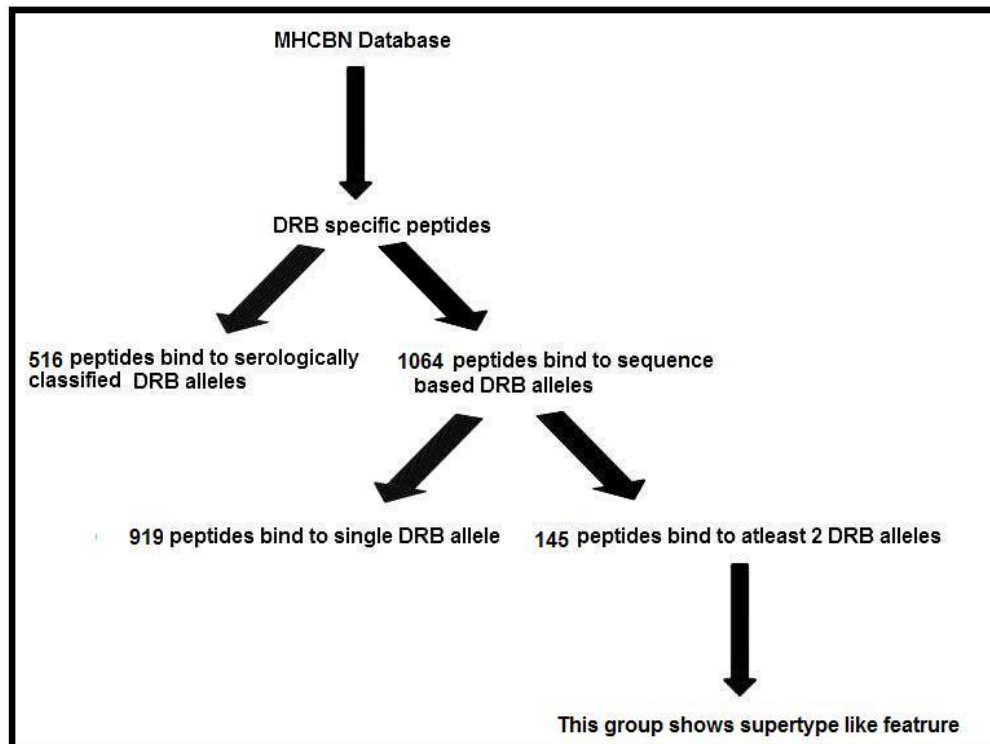 MHCBN Database
DRB specific peptides
516 peptides bind to serologically
classified DRB alleles
1064 peptides bind to sequence
based DRB alleles
919 peptides bind to single DRB allele
145 peptides bind to atleast 2 DRB alleles
This group shows supertype like featrure